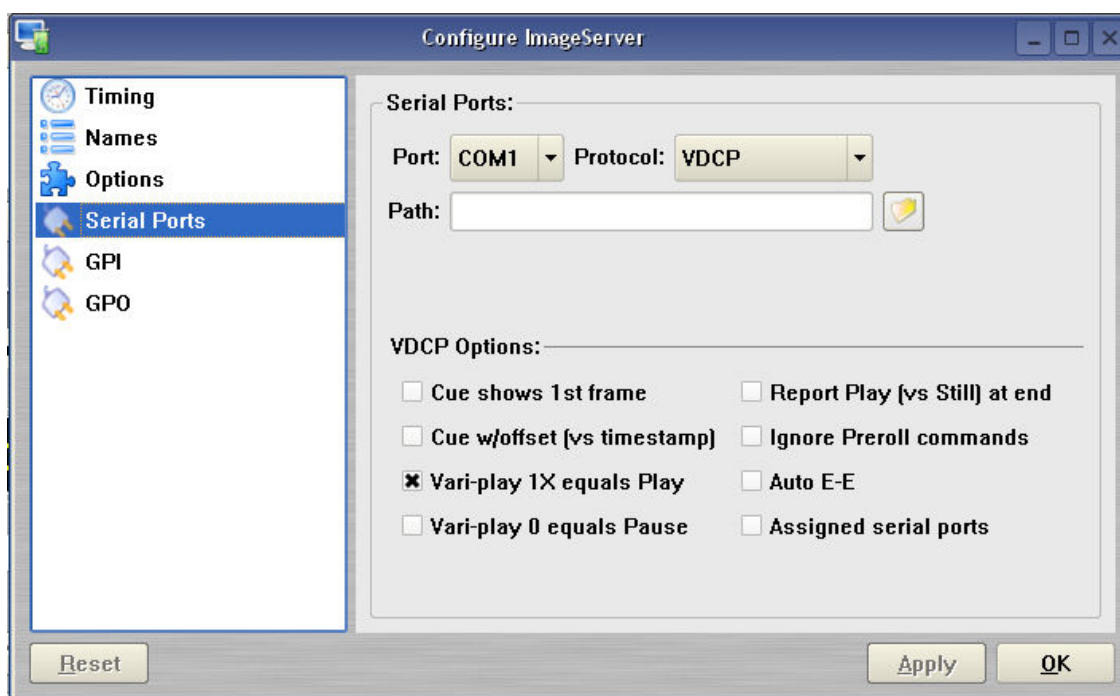 Configure ImageServer
Timing
Names
Options
Serial Ports
GPI
GPO
Serial Ports:
Port: COM1 Protocol: VDCP
Path:
VDCP Options:
Cue shows 1st frame
Report Play (vs Still) at end
Cue w/offset (vs timestamp)
Ignore Preroll commands
Vari-play 1X equals Play
Auto E-E
Vari-play 0 equals Pause
Assigned serial ports
Reset
Apply
OK